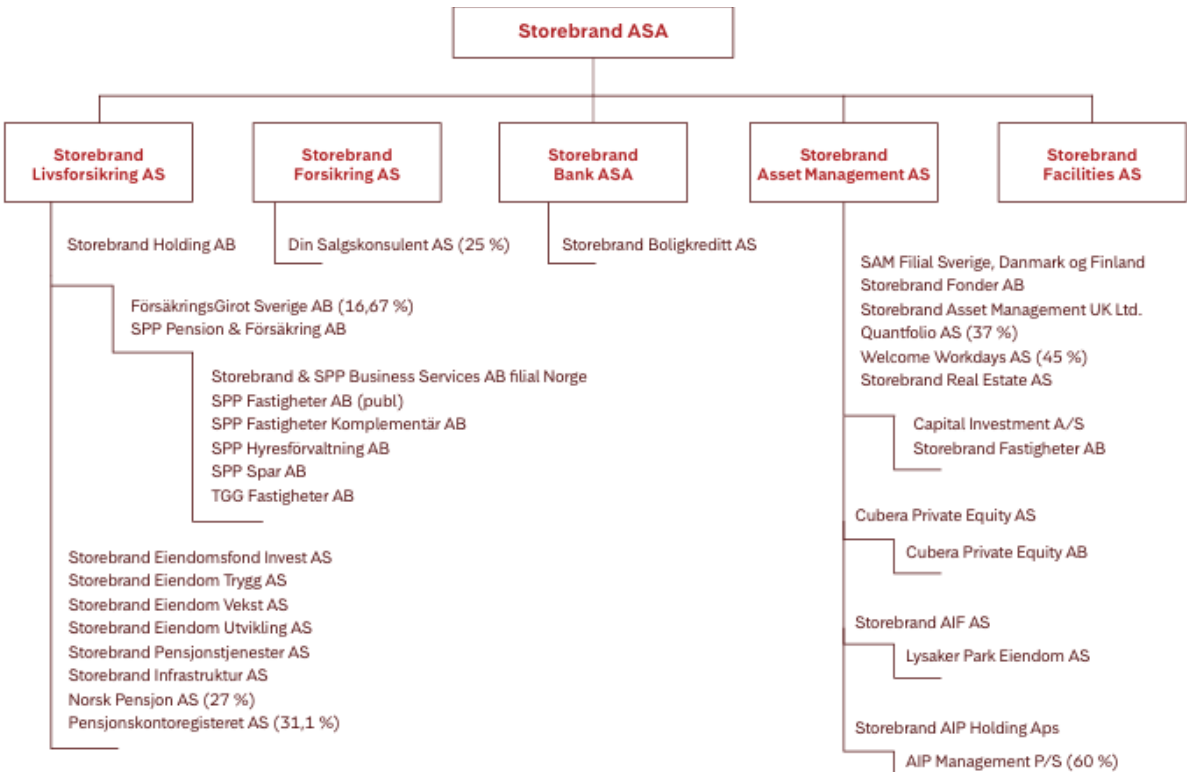 Storebrand ASA
Storebrand
Livsforsikring AS
Storebrand
Forsikring AS
Storebrand
Bank ASA
Storebrand
Asset Management AS
Storebrand
Facilities AS
Storebrand Holding AB
FörsäkringsGirot Sverige AB (16,67 %)
SPP Pension & Försäkring AB
Storebrand & SPP Business Services AB filial Norge
SPP Fastigheter AB (publ)
SPP Fastigheter Komplementär AB
SPP Hyresförvaltning AB
SPP Spar AB
TGG Fastigheter AB
Storebrand Eiendomsfond Invest AS
Storebrand Eiendom Trygg AS
Storebrand Eiendom Vekst AS
Storebrand Eiendom Utvikling AS
Storebrand Pensjonstjenester AS
Storebrand Infrastruktur AS
Norsk Pensjon AS (27 %)
Pensjonskontoregisteret AS (31,1 %)
Din Salgskonsulent AS (25 %)
Storebrand Boligkreditt AS
SAM Filial Sverige, Danmark og Finland
Storebrand Fonder AB
Storebrand Asset Management UK Ltd.
Quantfolio AS (37 %)
Welcome Workdays AS (45 %)
Storebrand Real Estate AS
Capital Investment A/S
Storebrand Fastigheter AB
Cubera Private Equity AS
Cubera Private Equity AB
Storebrand AIF AS
Lysaker Park Eiendom AS
Storebrand AIP Holding Aps
AIP Management P/S (60 %)